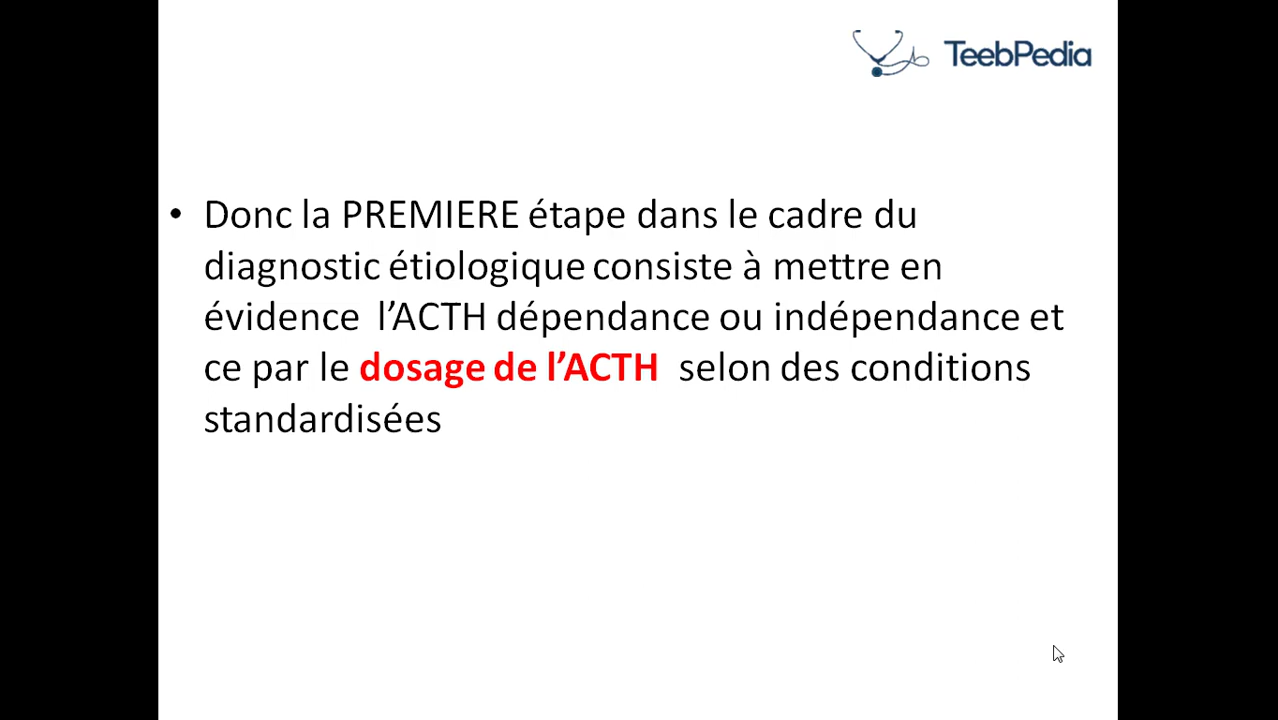 TeebPedia
• Donc la PREMIERE étape dans le cadre du
diagnostic étiologique consiste à mettre en
évidence l’ACTH dépendance ou indépendance et
ce par le dosage de l’ACTH selon des conditions
standardisées